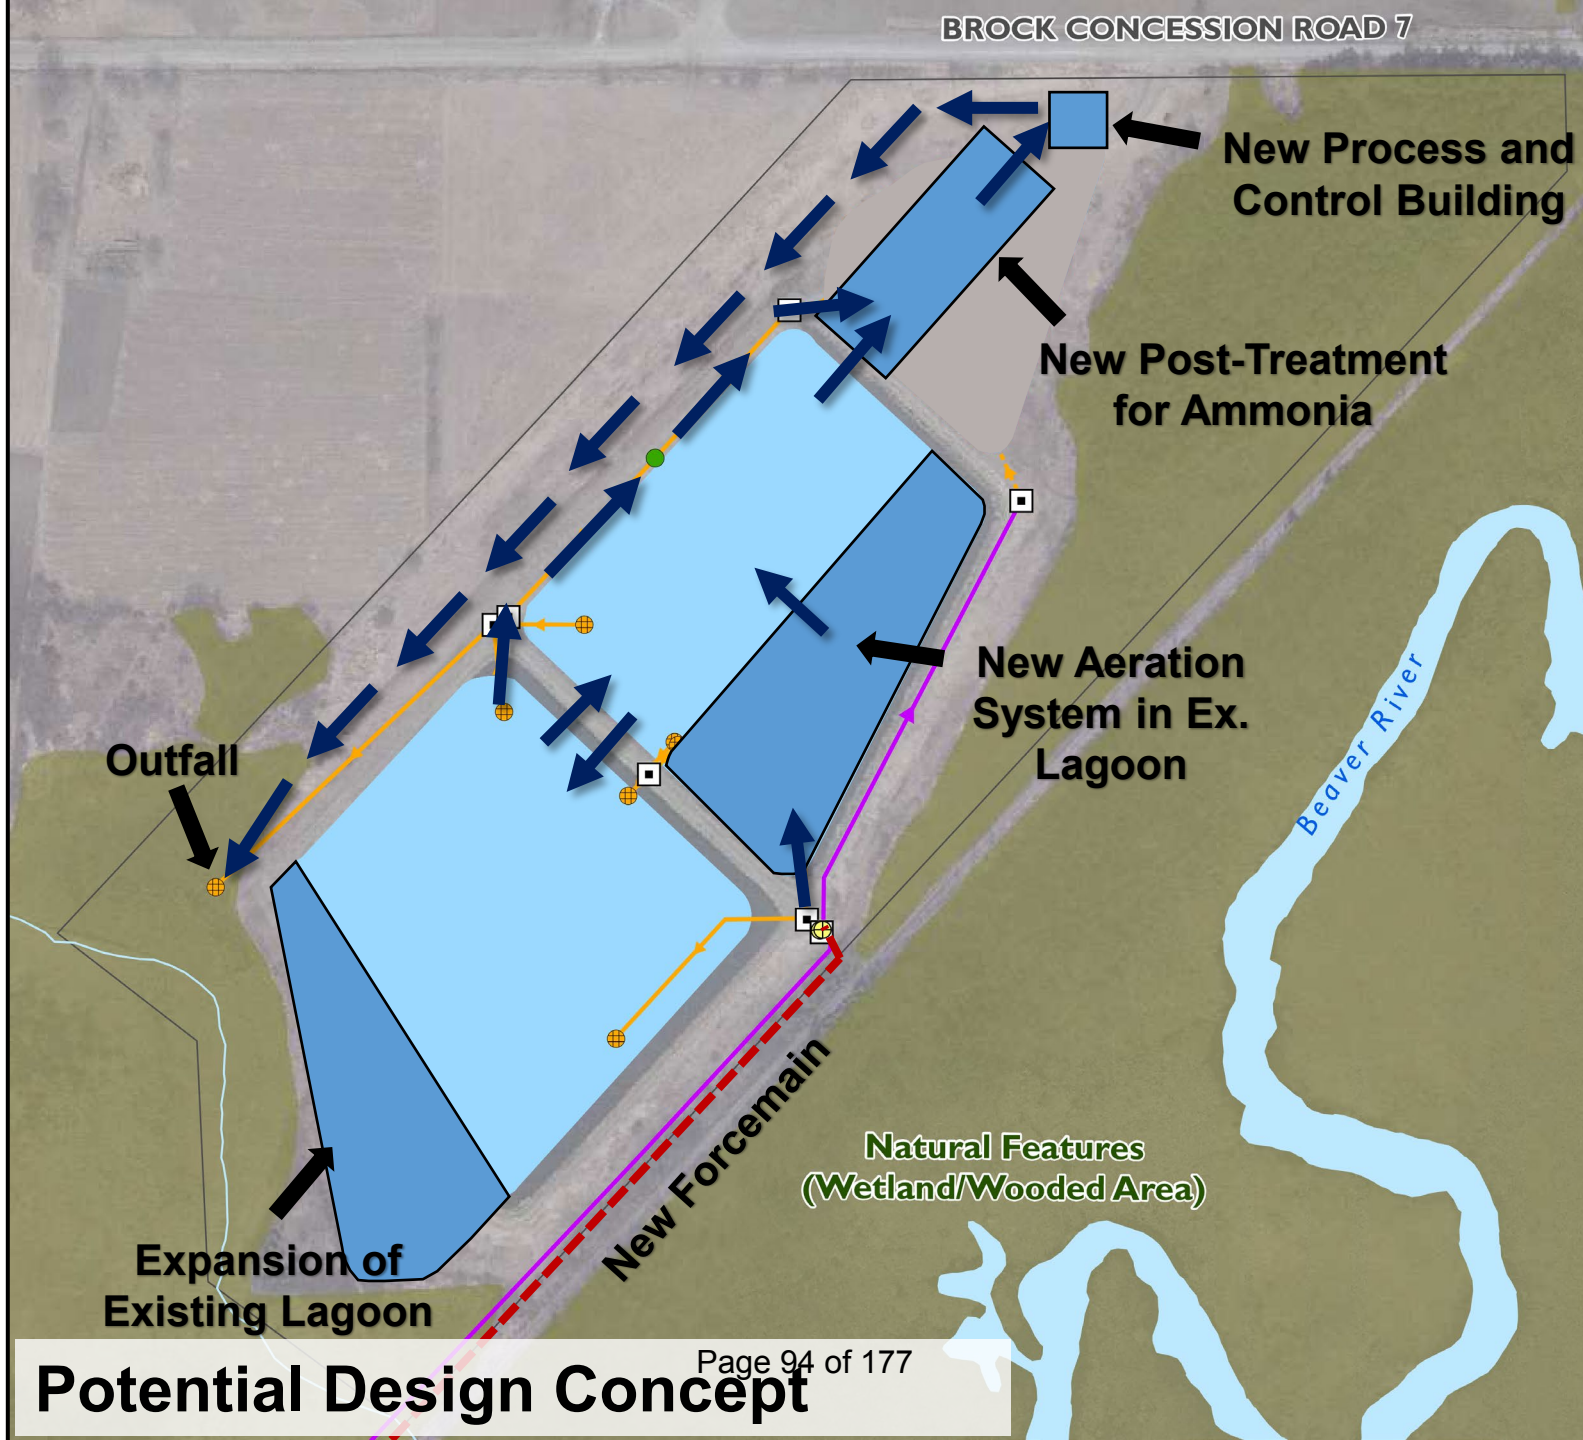 BROCK CONCESSION ROAD 7
New Process and
Control Building
New Post-Treatment
for Ammonia
New Aeration
System in Ex.
Lagoon
Beaver River
Outfall
New Forcemain
Natural Features
(Wetland/Wooded Area)
Expansion of
Existing Lagoon
Page 94 of 177
Potential Design Concept